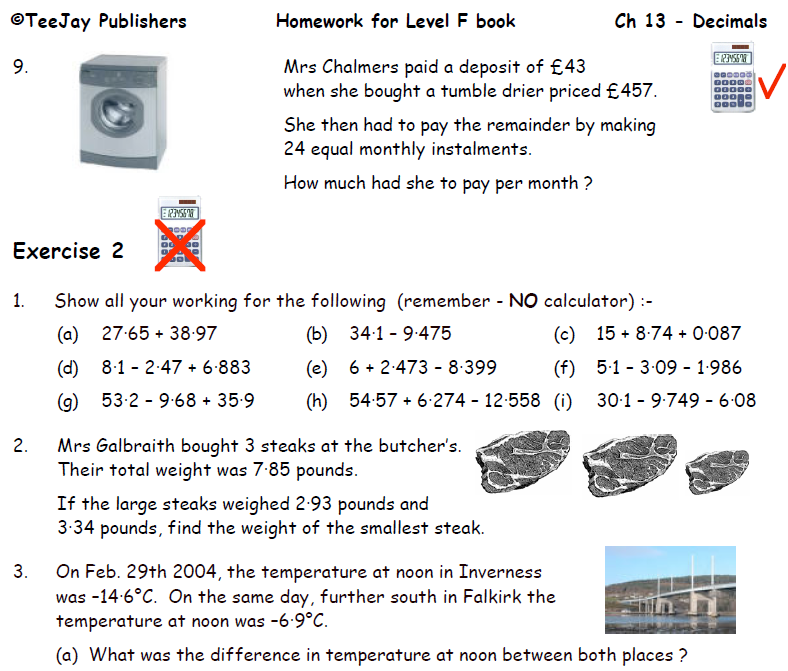 ©TeeJay Publishers Homework for Level F book Ch 13 - Decimals
9. Mrs Chalmers paid a deposit of £43
when she bought a tumble drier priced £457.
She then had to pay the remainder by making
24 equal monthly instalments.
How much had she to pay per month ?
Exercise 2
1. Show all your working for the following (remember - NO calculator) :-
(a) 27·65 + 38·97 (b) 34·1 – 9·475 (c) 15 + 8·74 + 0·087
(d) 8·1 – 2·47 + 6·883 (e) 6 + 2·473 – 8·399 (f) 5·1 – 3·09 – 1·986
(g) 53·2 – 9·68 + 35·9 (h) 54·57 + 6·274 – 12·558 (i) 30·1 – 9·749 – 6·08
2. Mrs Galbraith bought 3 steaks at the butcher's.
Their total weight was 7·85 pounds.
If the large steaks weighed 2·93 pounds and
3·34 pounds, find the weight of the smallest steak.
3. On Feb. 29th 2004, the temperature at noon in Inverness
was –14·6°C. On the same day, further south in Falkirk the
temperature at noon was –6·9°C.
(a) What was the difference in temperature at noon between both places ?